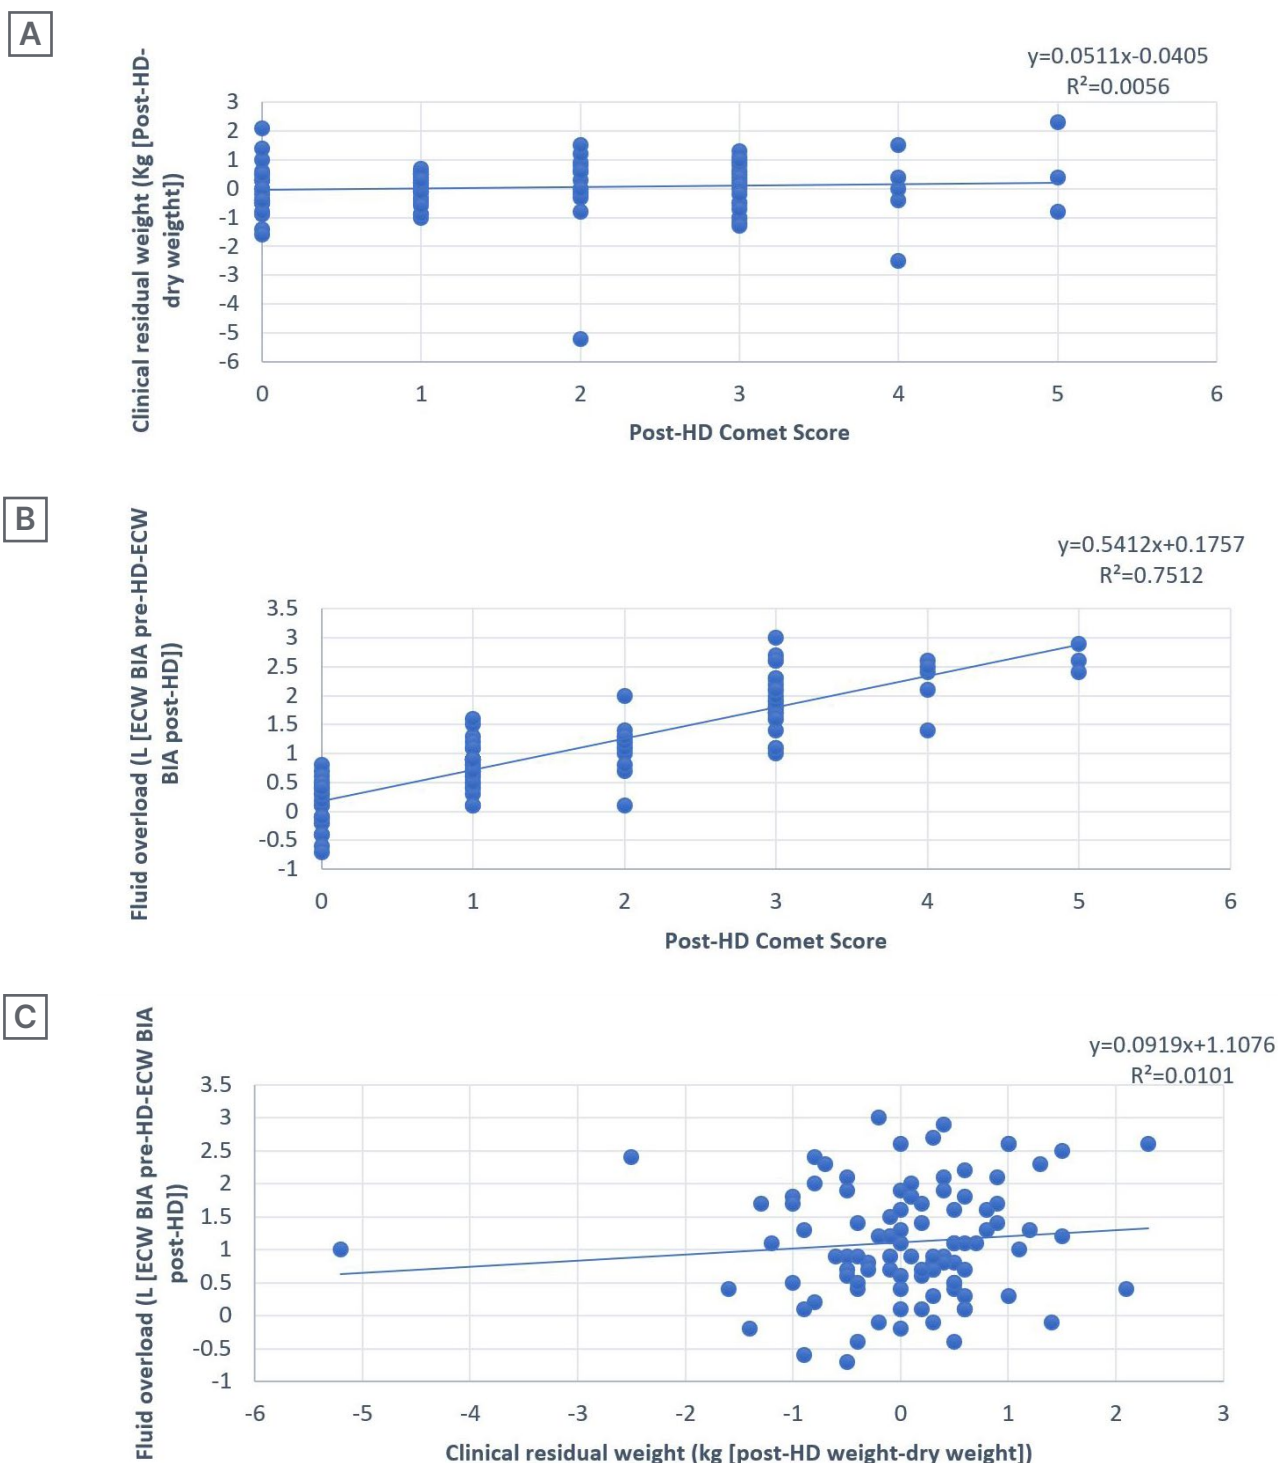 A
Clinical residual weight (Kg [Post-HD-
dry weigtht])
y=0.0511x-0.0405
R²=0.0056
3
2
1
0
-1
-2
-3
-4
-5
-6
0 1 2 3 4 5 6
Post-HD Comet Score
B
Fluid overload (L [ECW BIA pre-HD-ECW
BIA post-HD])
y=0.5412x+0.1757
R²=0.7512
3.5
3
2.5
2
1.5
1
0.5
0
-0.5
-1
0 1 2 3 4 5 6
Post-HD Comet Score
C
Fluid overload (L [ECW BIA pre-HD-ECW BIA
post-HD])
y=0.0919x+1.1076
R²=0.0101
3.5
3
2.5
2
1.5
1
0.5
0
-0.5
-1
-6 -5 -4 -3 -2 -1 0 1 2 3
Clinical residual weight (kg [post-HD weight-dry weight])